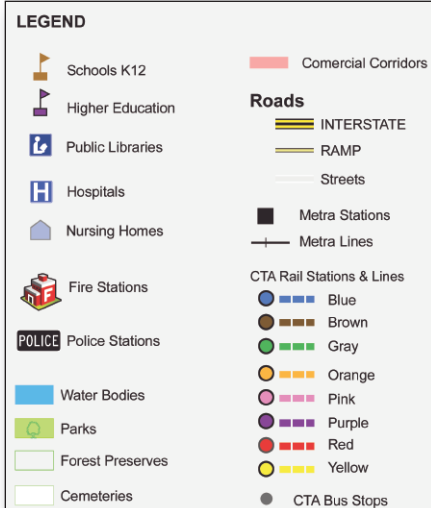 LEGEND
Schools K12
Higher Education
Public Libraries
H
Hospitals
Nursing Homes
F
Fire Stations
POLICE
Police Stations
Water Bodies
Parks
Forest Preserves
Cemeteries
Comercial Corridors
Roads
INTERSTATE
RAMP
Streets
Metra Stations
Metra Lines
CTA Rail Stations & Lines
Blue
Brown
Gray
Orange
Pink
Purple
Red
Yellow
CTA Bus Stops